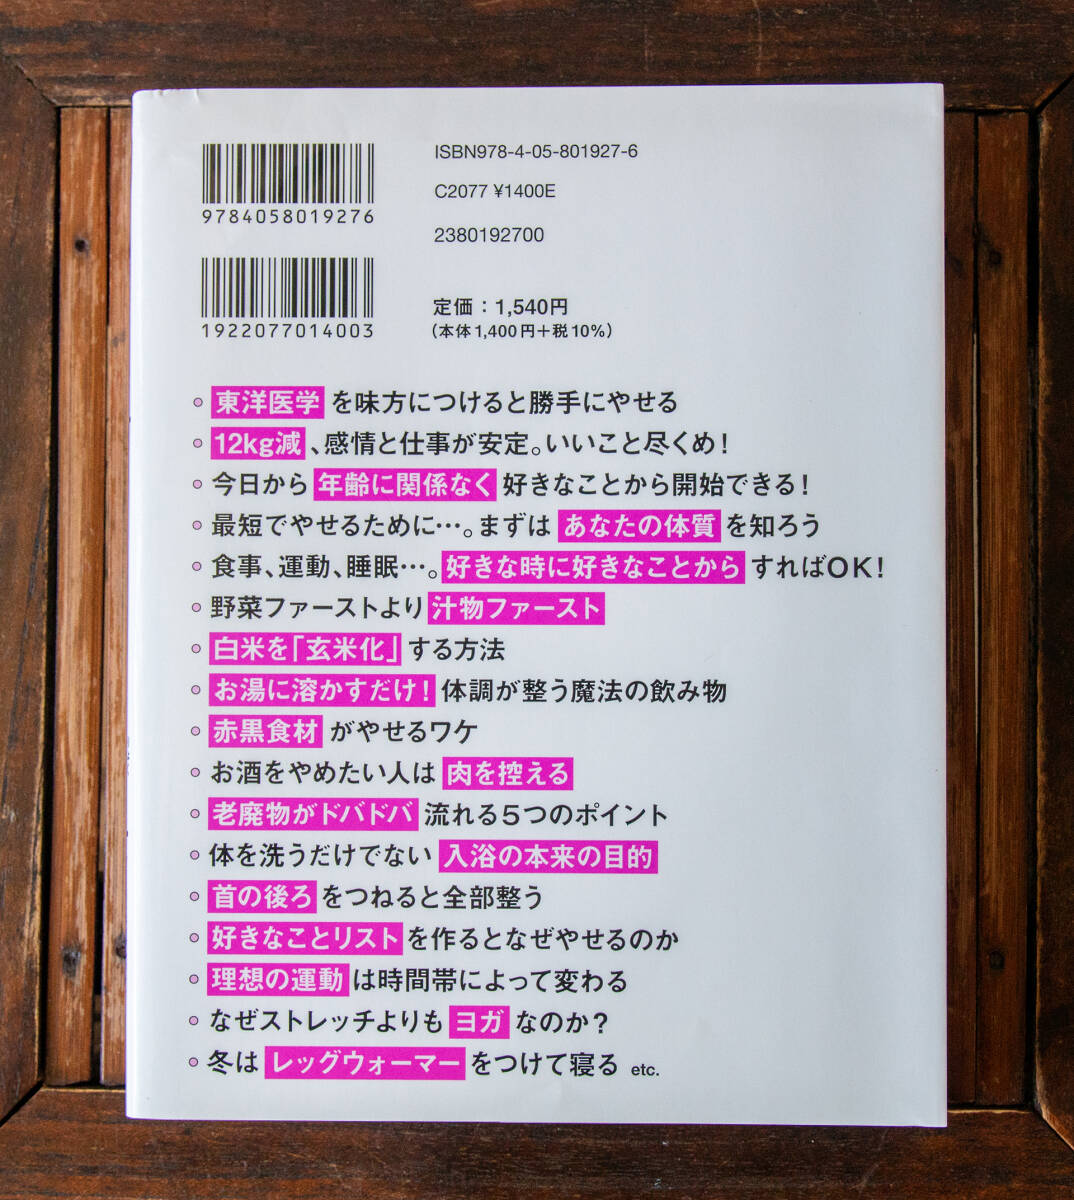 ISBN978-4-05-801927-6
9784058019276
C2077 ¥1400E
2380192700
1922077014003
定価：1,540円
（本体1,400円＋税10%）
東洋医学を味方につけると勝手にやせる
12kg減、感情と仕事が安定。いいこと尽くめ！
今日から年齢に関係なく好きなことから開始できる！
最短でやせるために…。まずはあなたの体質を知ろう
食事、運動、睡眠…。好きな時に好きなことからすればOK！
野菜ファーストより汁物ファースト
白米を「玄米化」する方法
お湯に溶かすだけ！体調が整う魔法の飲み物
赤黒食材がやせるワケ
お酒をやめたい人は肉を控える
老廃物がドバドバ流れる5つのポイント
体を洗うだけでない入浴の本来の目的
首の後ろをつねると全部整う
好きなことリストを作るとなぜやせるのか
理想の運動は時間帯によって変わる
なぜストレッチよりもヨガなのか？
冬はレッグウォーマーをつけて寝る etc.